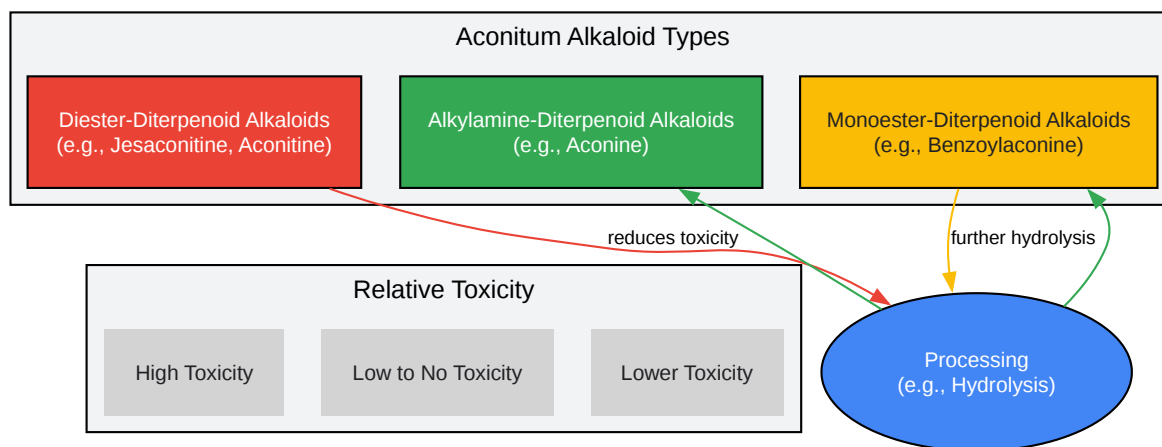 Aconitum Alkaloid Types
Diester-Diterpenoid Alkaloids
(e.g., Jesaconitine, Aconitine)
Alkylamine-Diterpenoid Alkaloids
(e.g., Aconine)
Monoester-Diterpenoid Alkaloids
(e.g., Benzoylaconine)
reduces toxicity
further hydrolysis
Relative Toxicity
High Toxicity
Low to No Toxicity
Lower Toxicity
Processing
(e.g., Hydrolysis)